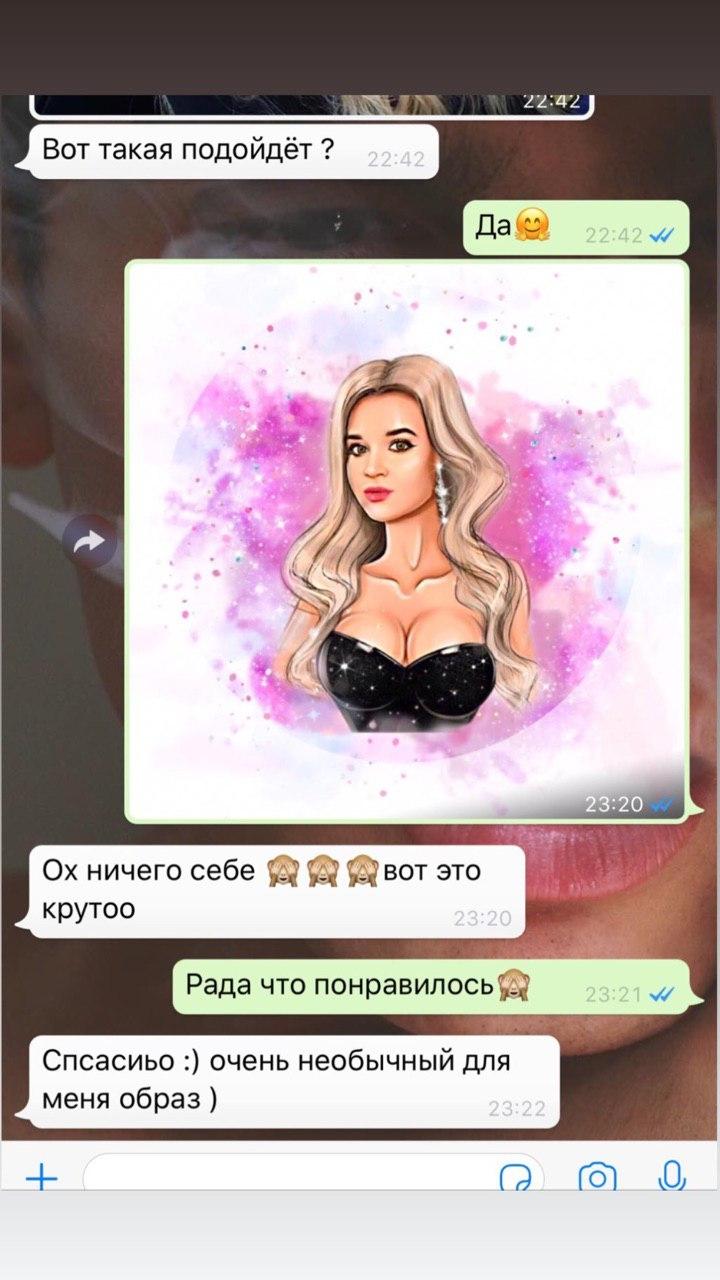 22:42
Вот такая подойдёт ? 22:42
Да🤗 22:42
23:20
Ох ничего себе 🙈🙈🙈вот это
крутоо 23:20
Рада что понравилось🙈 23:21
Спсасиьо :) очень необычный для
меня образ ) 23:22